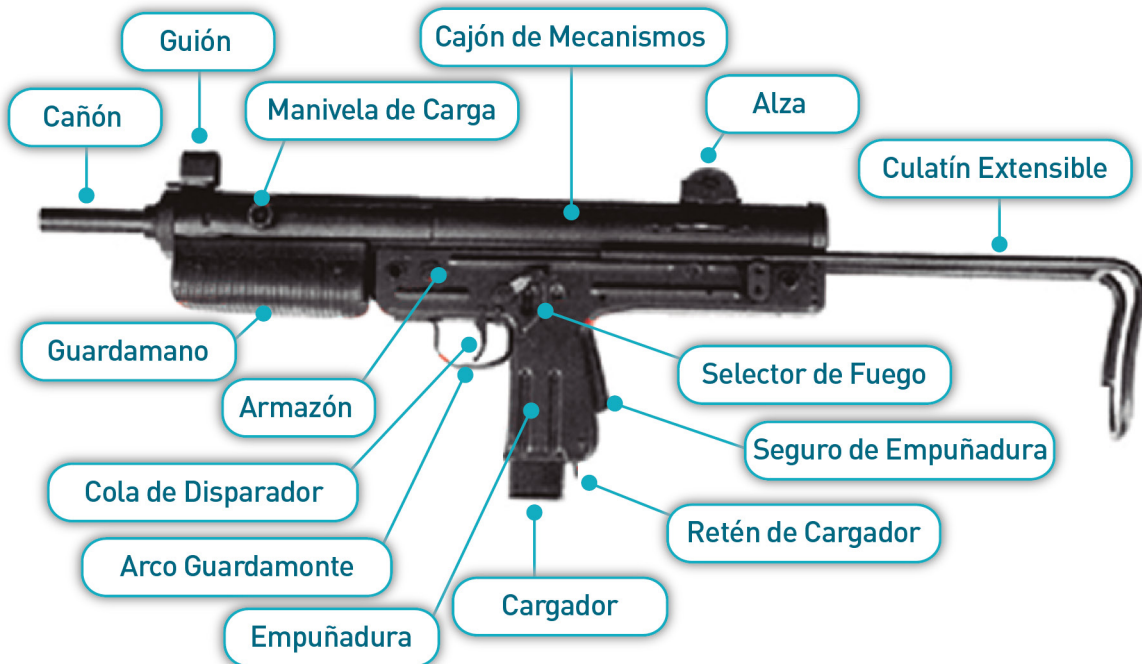 Guión
Cajón de Mecanismos
Cañón
Manivela de Carga
Alza
Culatín Extensible
Guardamano
Armazón
Selector de Fuego
Seguro de Empuñadura
Cola de Disparador
Retén de Cargador
Arco Guardamonte
Cargador
Empuñadura